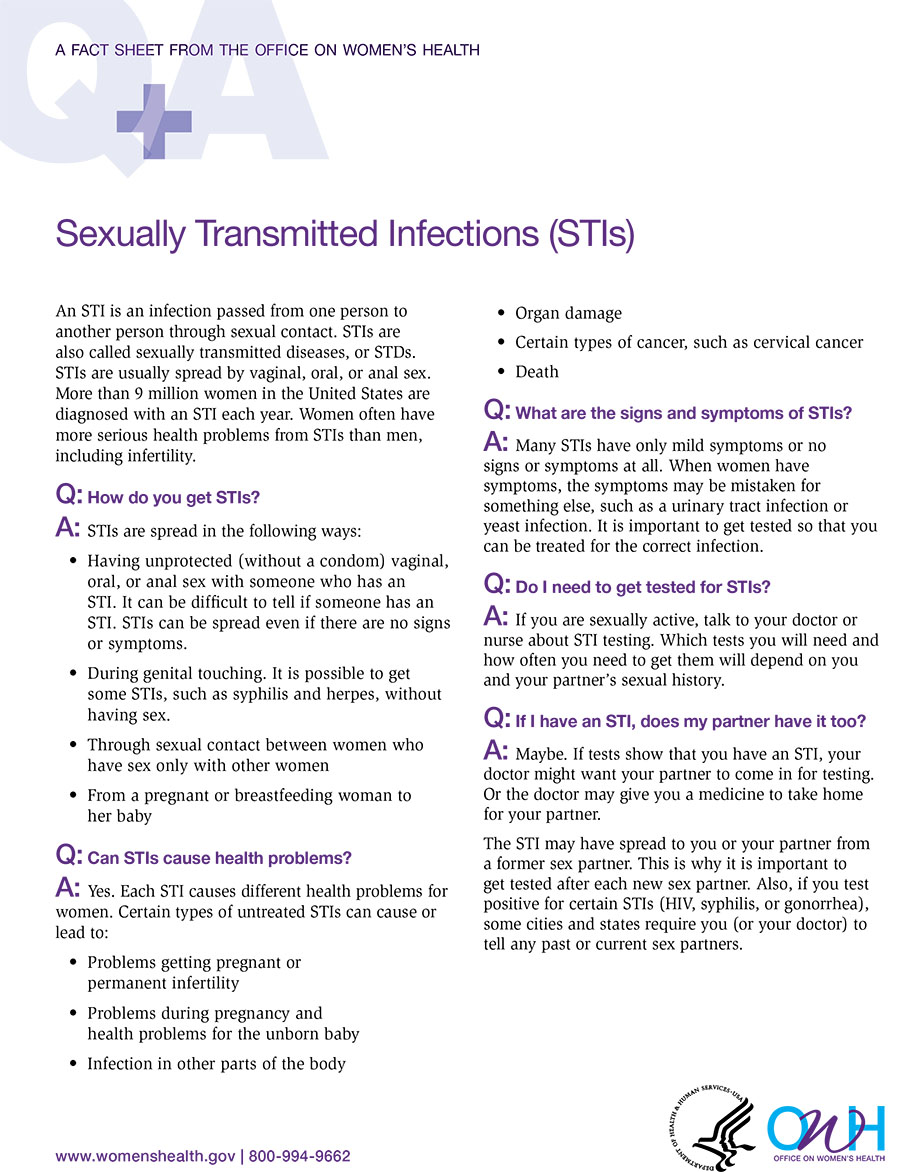 QA
A FACT SHEET FROM THE OFFICE ON WOMEN'S HEALTH
Sexually Transmitted Infections (STIs)
An STI is an infection passed from one person to
another person through sexual contact. STIs are
also called sexually transmitted diseases, or STDs.
STIs are usually spread by vaginal, oral, or anal sex.
More than 9 million women in the United States are
diagnosed with an STI each year. Women often have
more serious health problems from STIs than men,
including infertility.
Q: How do you get STIs?
A: STIs are spread in the following ways:
• Having unprotected (without a condom) vaginal,
oral, or anal sex with someone who has an
STI. It can be difficult to tell if someone has an
STI. STIs can be spread even if there are no signs
or symptoms.
• During genital touching. It is possible to get
some STIs, such as syphilis and herpes, without
having sex.
• Through sexual contact between women who
have sex only with other women
• From a pregnant or breastfeeding woman to
her baby
Q: Can STIs cause health problems?
A: Yes. Each STI causes different health problems for
women. Certain types of untreated STIs can cause or
lead to:
• Problems getting pregnant or
permanent infertility
• Problems during pregnancy and
health problems for the unborn baby
• Infection in other parts of the body
• Organ damage
• Certain types of cancer, such as cervical cancer
• Death
Q: What are the signs and symptoms of STIs?
A: Many STIs have only mild symptoms or no
signs or symptoms at all. When women have
symptoms, the symptoms may be mistaken for
something else, such as a urinary tract infection or
yeast infection. It is important to get tested so that you
can be treated for the correct infection.
Q: Do I need to get tested for STIs?
A: If you are sexually active, talk to your doctor or
nurse about STI testing. Which tests you will need and
how often you need to get them will depend on you
and your partner's sexual history.
Q: If I have an STI, does my partner have it too?
A: Maybe. If tests show that you have an STI, your
doctor might want your partner to come in for testing.
Or the doctor may give you a medicine to take home
for your partner.
The STI may have spread to you or your partner from
a former sex partner. This is why it is important to
get tested after each new sex partner. Also, if you test
positive for certain STIs (HIV, syphilis, or gonorrhea),
some cities and states require you (or your doctor) to
tell any past or current sex partners.
www.womenshealth.gov | 800-994-9662
DEPARTMENT OF HEALTH & HUMAN SERVICES • USA
OWH
OFFICE ON WOMEN'S HEALTH